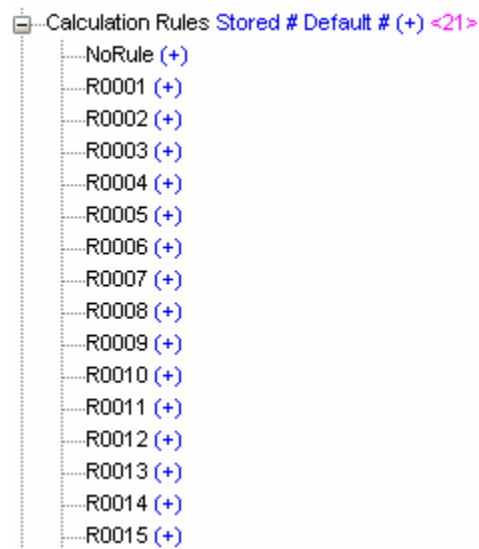 Calculation Rules Stored # Default # (+) <21>
NoRule (+)
R0001 (+)
R0002 (+)
R0003 (+)
R0004 (+)
R0005 (+)
R0006 (+)
R0007 (+)
R0008 (+)
R0009 (+)
R0010 (+)
R0011 (+)
R0012 (+)
R0013 (+)
R0014 (+)
R0015 (+)